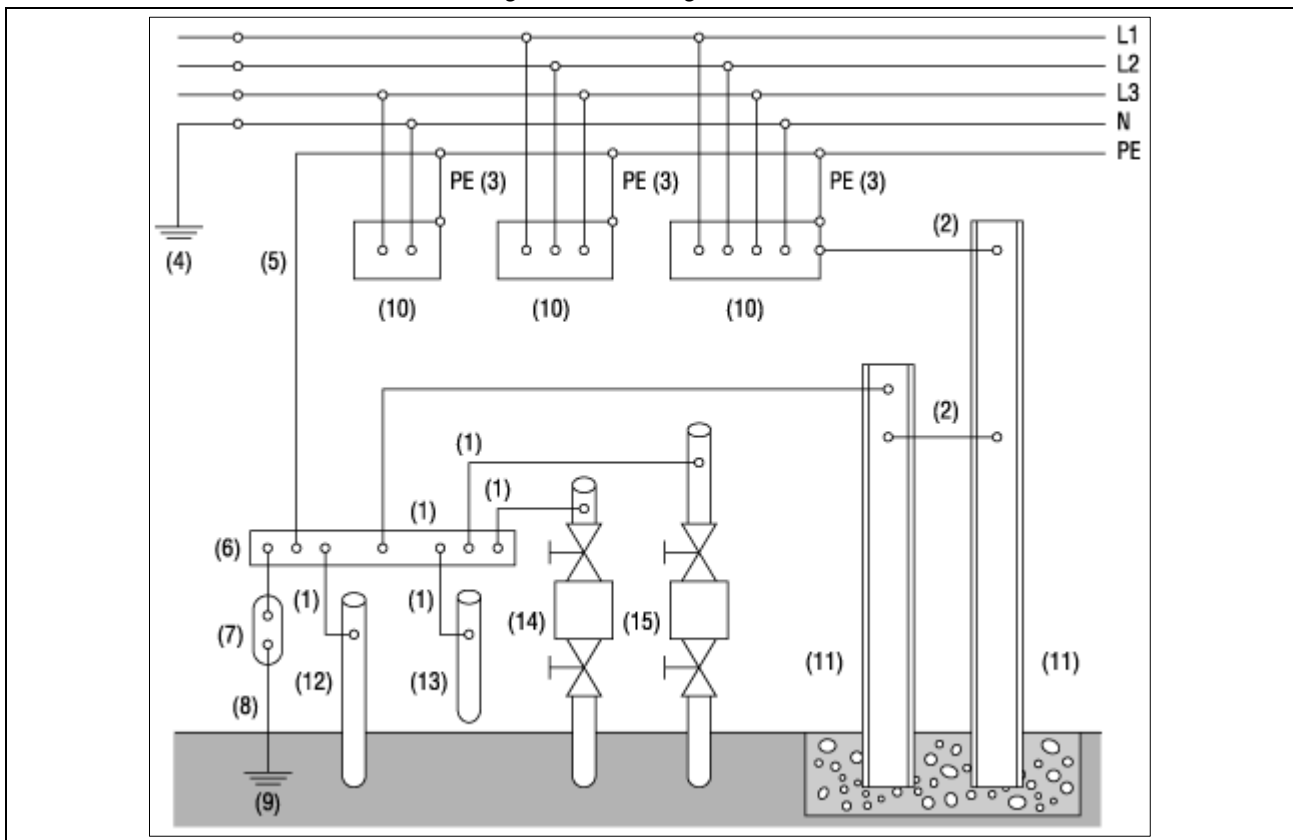 L1
L2
L3
N
PE
PE (3)
PE (3)
PE (3)
(2)
(4)
(5)
(10)
(10)
(10)
(2)
(1)
(1)
(1)
(6)
(1)
(1)
(7)
(14)
(15)
(12)
(13)
(11)
(11)
(8)
(9)